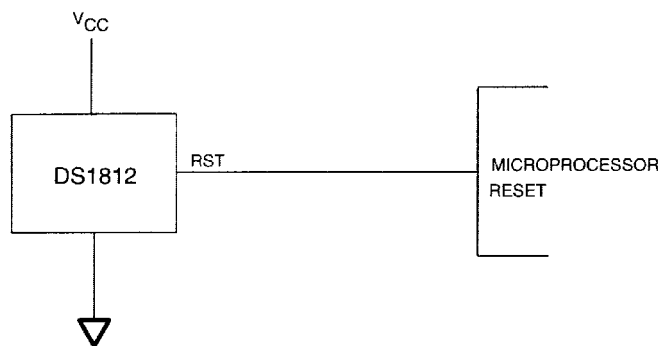 VCC
DS1812
RST
MICROPROCESSOR
RESET